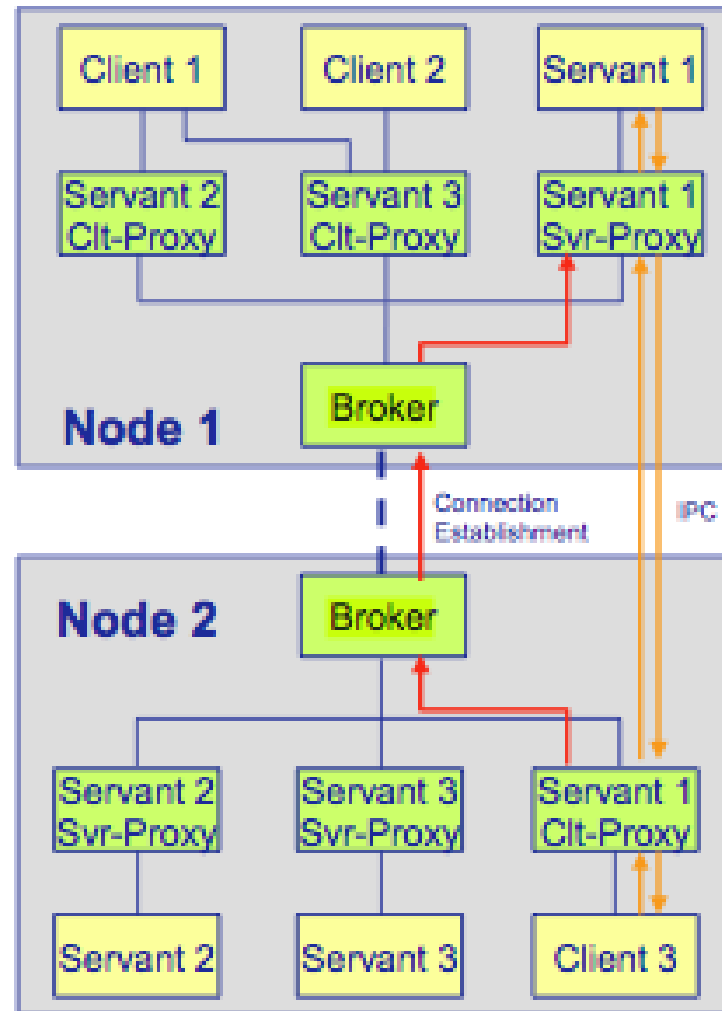 Client 1
Client 2
Servant 1
Servant 2
Clt-Proxy
Servant 3
Clt-Proxy
Servant 1
Svr-Proxy
Broker
Node 1
Connection
Establishment
IPC
Node 2
Broker
Servant 2
Svr-Proxy
Servant 3
Svr-Proxy
Servant 1
Clt-Proxy
Servant 2
Servant 3
Client 3